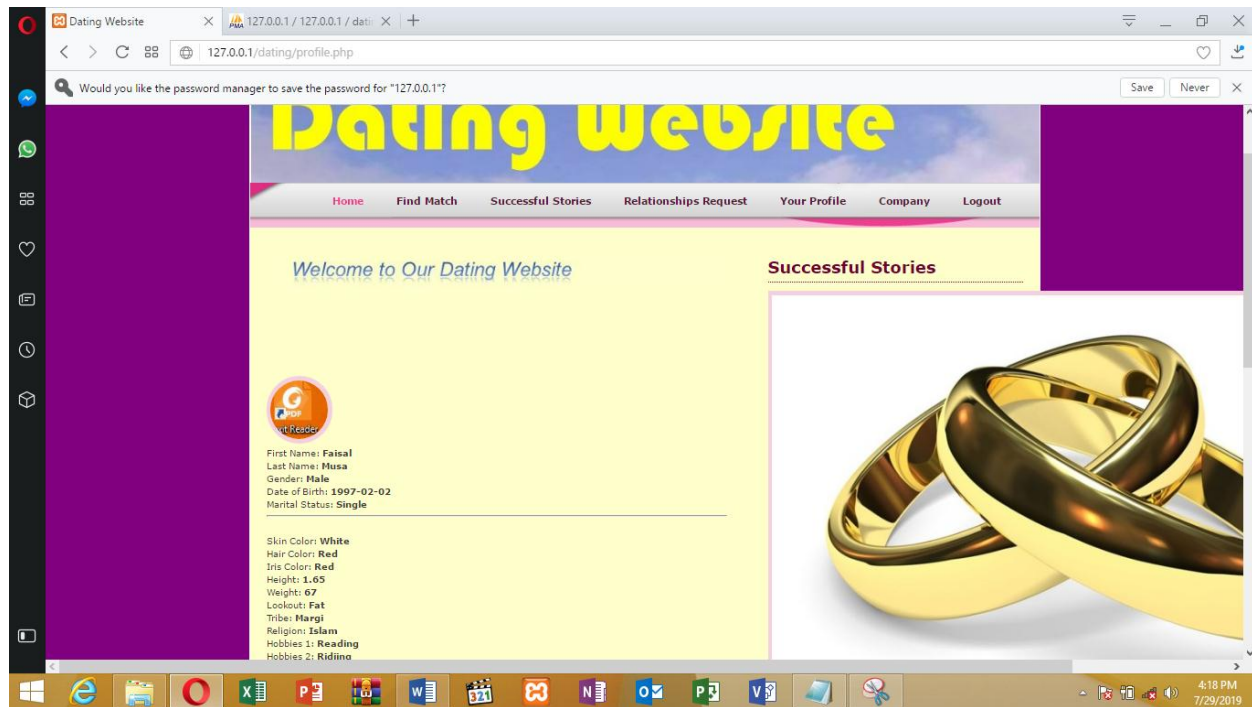 Dating Website
127.0.0.1 / 127.0.0.1 / dati
127.0.0.1/dating/profile.php
Would you like the password manager to save the password for "127.0.0.1"?
Save
Never
Dating Website
Home
Find Match
Successful Stories
Relationships Request
Your Profile
Company
Logout
Welcome to Our Dating Website
Successful Stories
PDF
nt Reader
First Name: Faisal
Last Name: Musa
Gender: Male
Date of Birth: 1997-02-02
Marital Status: Single
Skin Color: White
Hair Color: Red
Iris Color: Red
Height: 1.65
Weight: 67
Lookout: Fat
Tribe: Margi
Religion: Islam
Hobbies 1: Reading
Hobbies 2: Ridiing
321
4:18 PM
7/29/2019